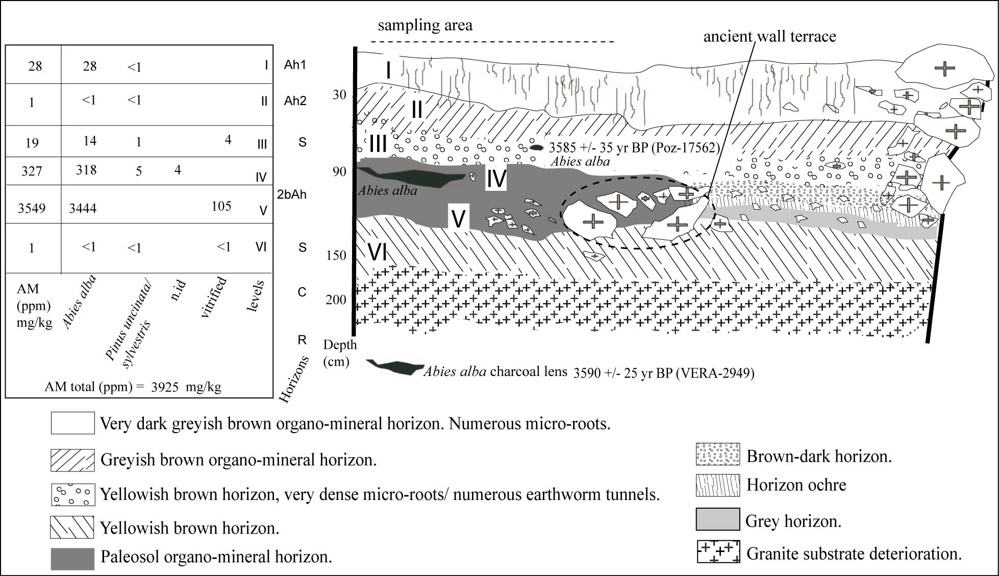 sampling area
ancient wall terrace
28 28 <1 I Ah1
1 <1 <1 II Ah2
19 14 1 4 III S
327 318 5 4 IV
2bAh
3549 3444 105 V
1 <1 <1 <1 VI S
C
R
AM
(ppm)
mg/kg
Abies alba
Pinus uncinata/
sylvestris
n.id
vitrified
levels
Horizons
AM total (ppm) = 3925 mg/kg
30
90
150
200
Depth
(cm)
I
II
III
3585 +/- 35 yr BP (Poz-17562)
Abies alba
IV
Abies alba
V
VI
Abies alba charcoal lens 3590 +/- 25 yr BP (VERA-2949)
Very dark greyish brown organo-mineral horizon. Numerous micro-roots.
Greyish brown organo-mineral horizon.
Yellowish brown horizon, very dense micro-roots/ numerous earthworm tunnels.
Yellowish brown horizon.
Paleosol organo-mineral horizon.
Brown-dark horizon.
Horizon ochre
Grey horizon.
Granite substrate deterioration.